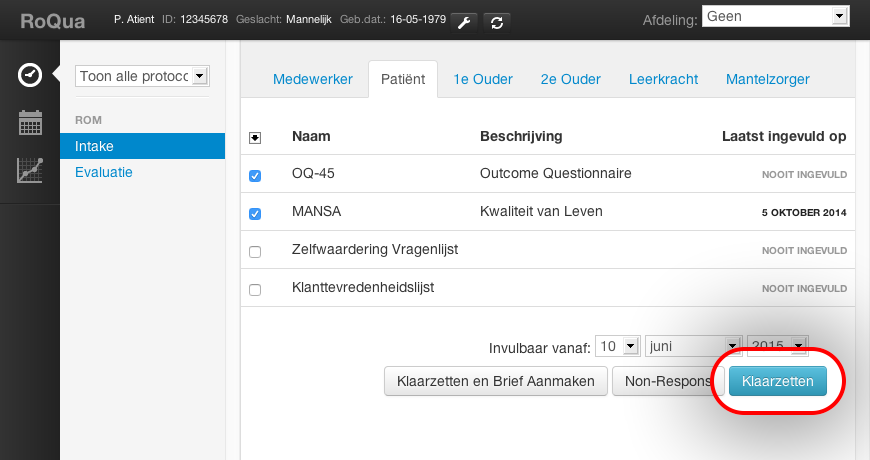 RoQua P. Atient ID: 12345678 Geslacht: Mannelijk Geb.dat.: 16-05-1979 Afdeling: Geen
Toon alle protoco
ROM
Intake
Evaluatie
Medewerker Patiënt 1e Ouder 2e Ouder Leerkracht Mantelzorger
Naam Beschrijving Laatst ingevuld op
OQ-45 Outcome Questionnaire NOOIT INGEVULD
MANSA Kwaliteit van Leven 5 OKTOBER 2014
Zelfwaardering Vragenlijst NOOIT INGEVULD
Klanttevredenheidslijst NOOIT INGEVULD
Invulbaar vanaf: 10 juni 2015
Klaarzetten en Brief Aanmaken Non-Respons Klaarzetten